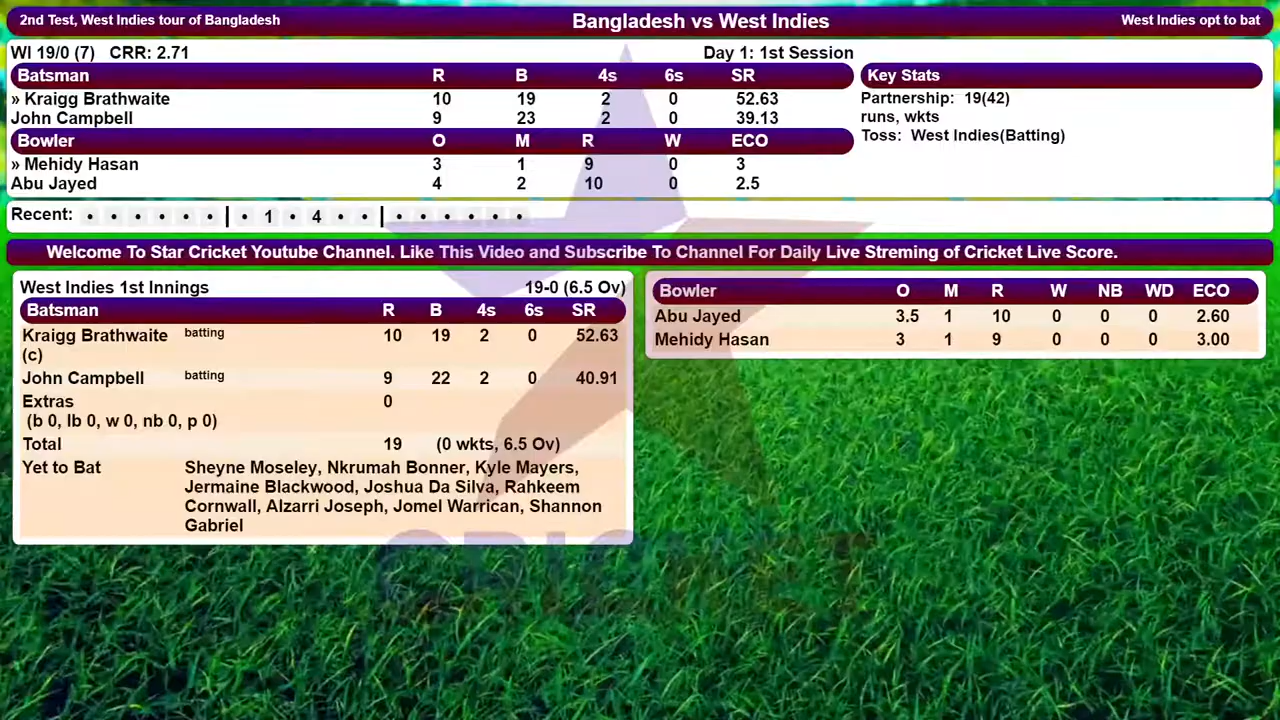 2nd Test, West Indies tour of Bangladesh Bangladesh vs West Indies West Indies opt to bat
WI 19/0 (7) CRR: 2.71 Day 1: 1st Session
Batsman R B 4s 6s SR Key Stats
» Kraigg Brathwaite 10 19 2 0 52.63 Partnership: 19(42)
John Campbell 9 23 2 0 39.13 runs, wkts
Bowler O M R W ECO Toss: West Indies(Batting)
» Mehidy Hasan 3 1 9 0 3
Abu Jayed 4 2 10 0 2.5
Recent: • • • • • • | • 1 • 4 • • | • • • • • •
Welcome To Star Cricket Youtube Channel. Like This Video and Subscribe To Channel For Daily Live Streming of Cricket Live Score.
West Indies 1st Innings 19-0 (6.5 Ov)
Batsman R B 4s 6s SR
Kraigg Brathwaite batting 10 19 2 0 52.63
(c)
John Campbell batting 9 22 2 0 40.91
Extras 0
(b 0, lb 0, w 0, nb 0, p 0)
Total 19 (0 wkts, 6.5 Ov)
Yet to Bat Sheyne Moseley, Nkrumah Bonner, Kyle Mayers,
Jermaine Blackwood, Joshua Da Silva, Rahkeem
Cornwall, Alzarri Joseph, Jomel Warrican, Shannon
Gabriel
Bowler O M R W NB WD ECO
Abu Jayed 3.5 1 10 0 0 0 2.60
Mehidy Hasan 3 1 9 0 0 0 3.00
CRICKET